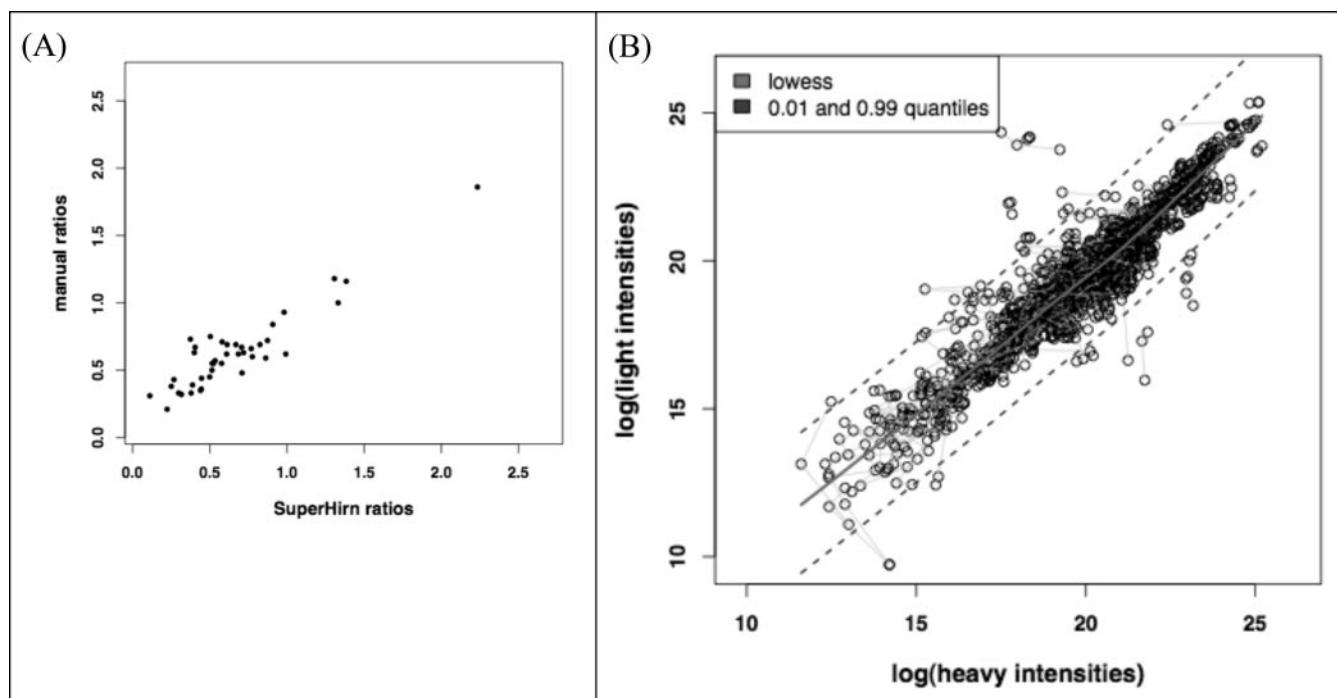 (A)
2.5
2.0
1.5
1.0
0.5
0.0
manual ratios
0.0 0.5 1.0 1.5 2.0 2.5
SuperHirn ratios
(B)
lowess
0.01 and 0.99 quantiles
25
20
15
10
log(light intensities)
10 15 20 25
log(heavy intensities)